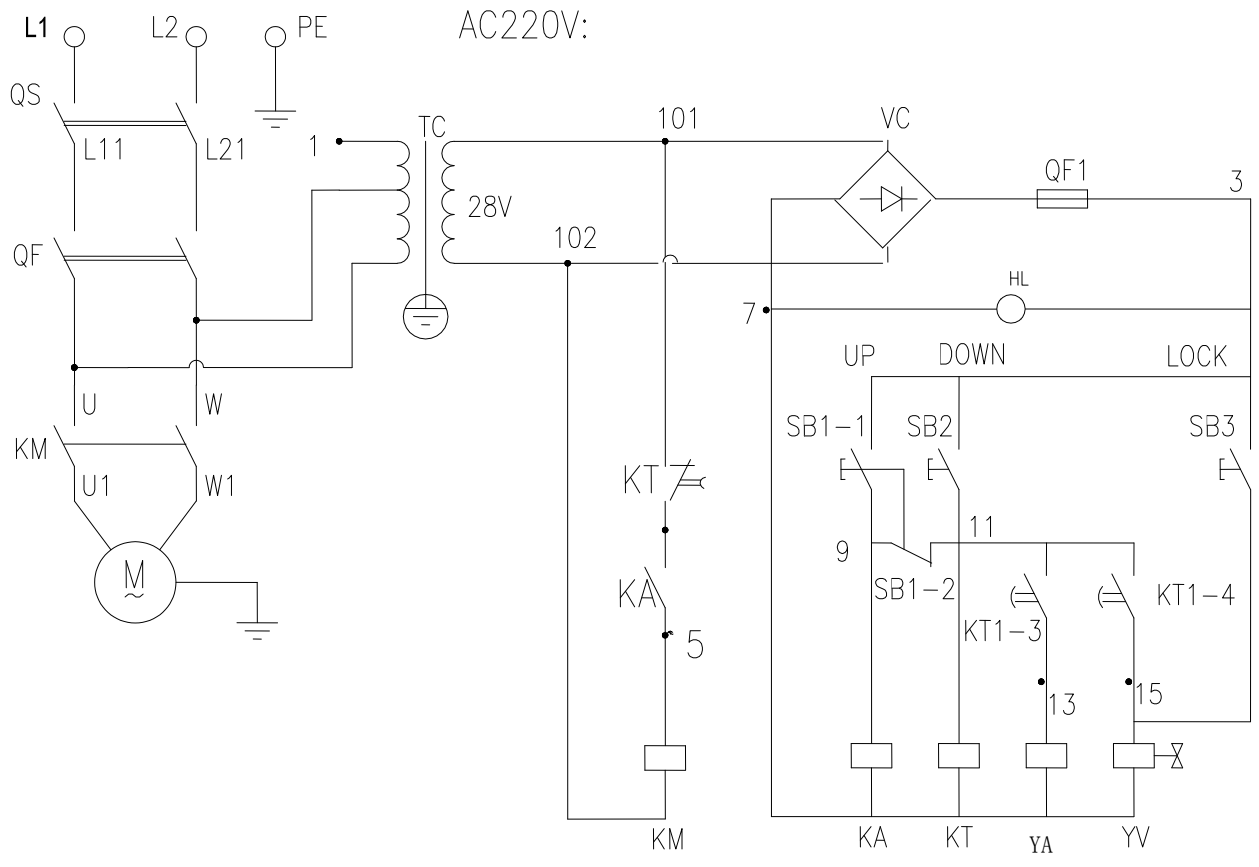 L1 L2 PE AC220V:
QS
L11 L21 1 TC 101 VC
QF1 3
28V
102
QF
HL
7
UP DOWN LOCK
U W
SB1-1 SB2 SB3
KM
U1 W1 KT
11
9
M
~
KA SB1-2 KT1-4
KT1-3
5
13 15
KM KA KT YA YV